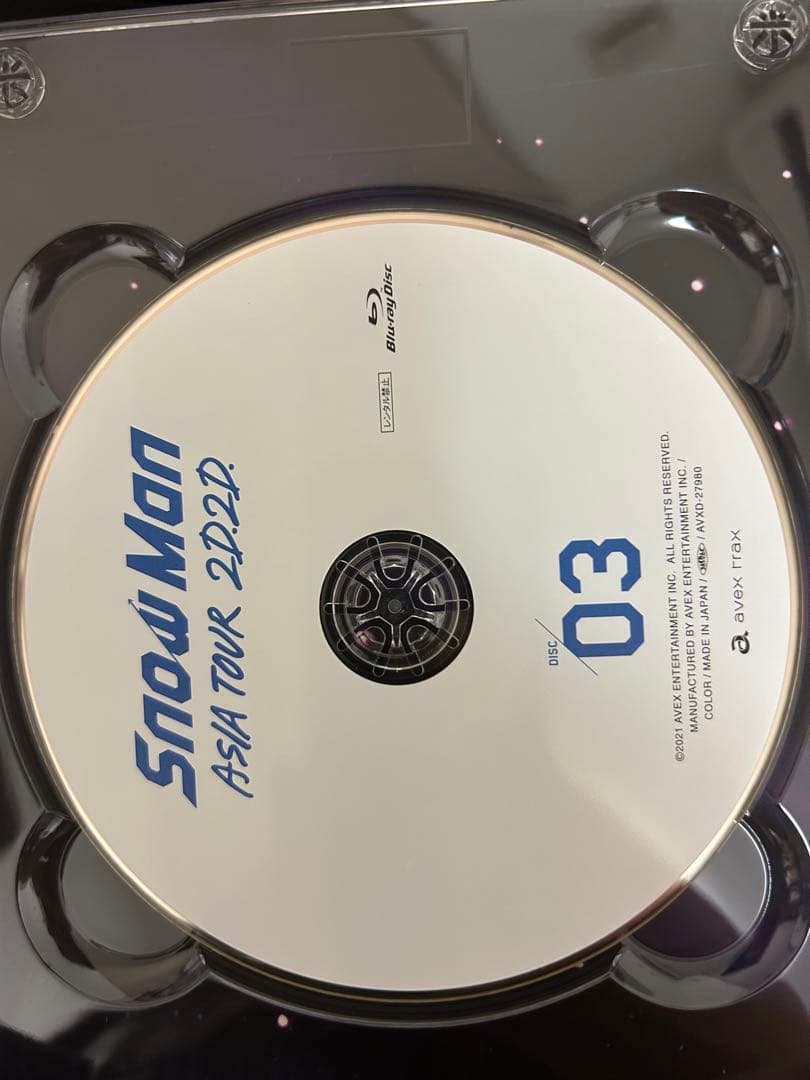 Snow Man
ASIA TOUR 2D.2D.
Blu-ray Disc
レンタル禁止
DISC
03
©2021 AVEX ENTERTAINMENT INC. ALL RIGHTS RESERVED.
MANUFACTURED BY AVEX ENTERTAINMENT INC. /
COLOR / MADE IN JAPAN / / AVXD-27980
a avex trax